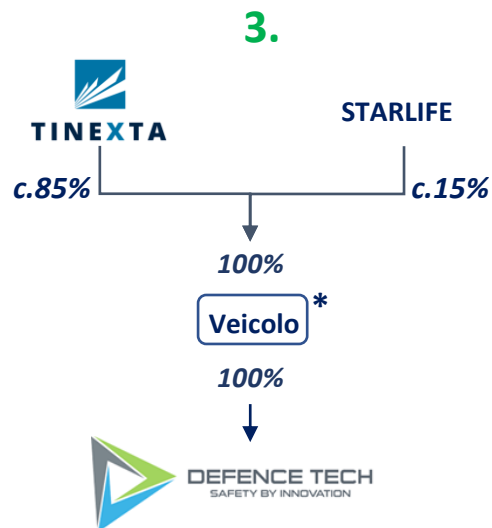 3.
TINEXTA
STARLIFE
c.85%
c.15%
100%
Veicolo *
100%
DEFENCE TECH
SAFETY BY INNOVATION